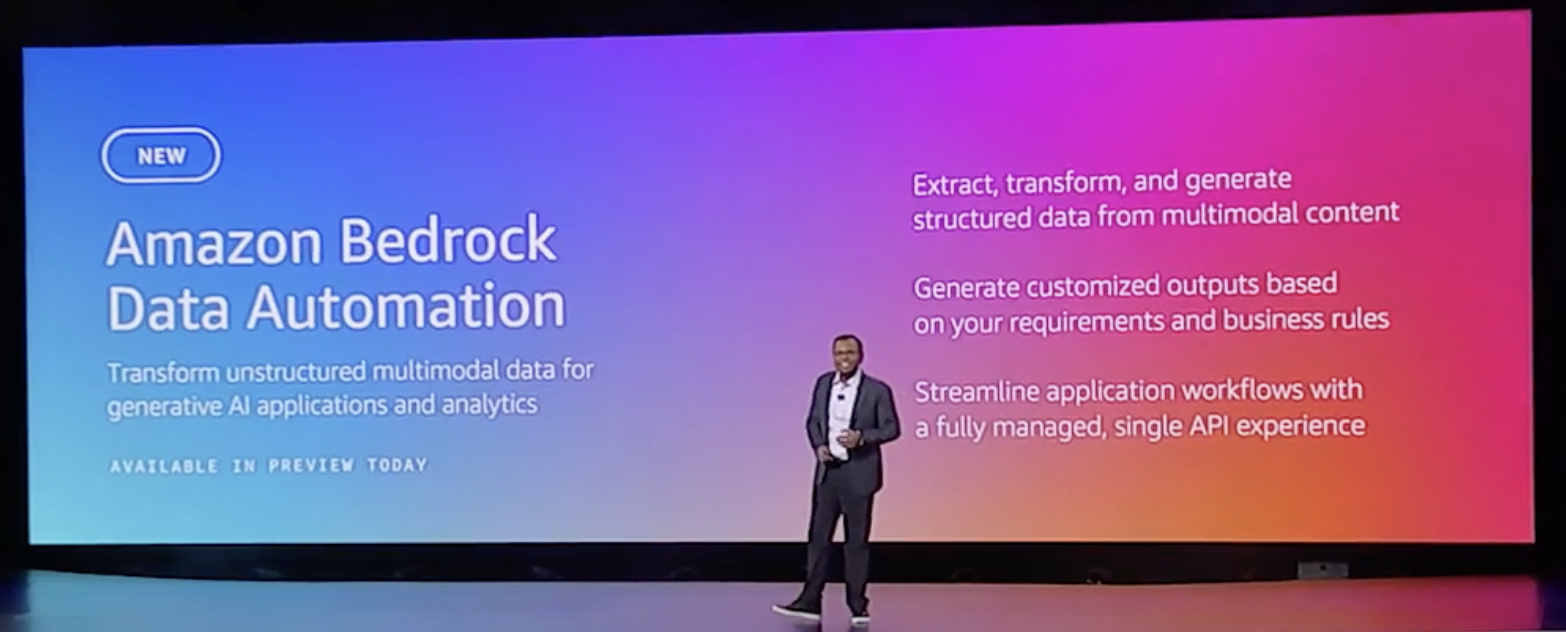 NEW
Amazon Bedrock
Data Automation
Transform unstructured multimodal data for
generative AI applications and analytics
AVAILABLE IN PREVIEW TODAY
Extract, transform, and generate
structured data from multimodal content
Generate customized outputs based
on your requirements and business rules
Streamline application workflows with
a fully managed, single API experience